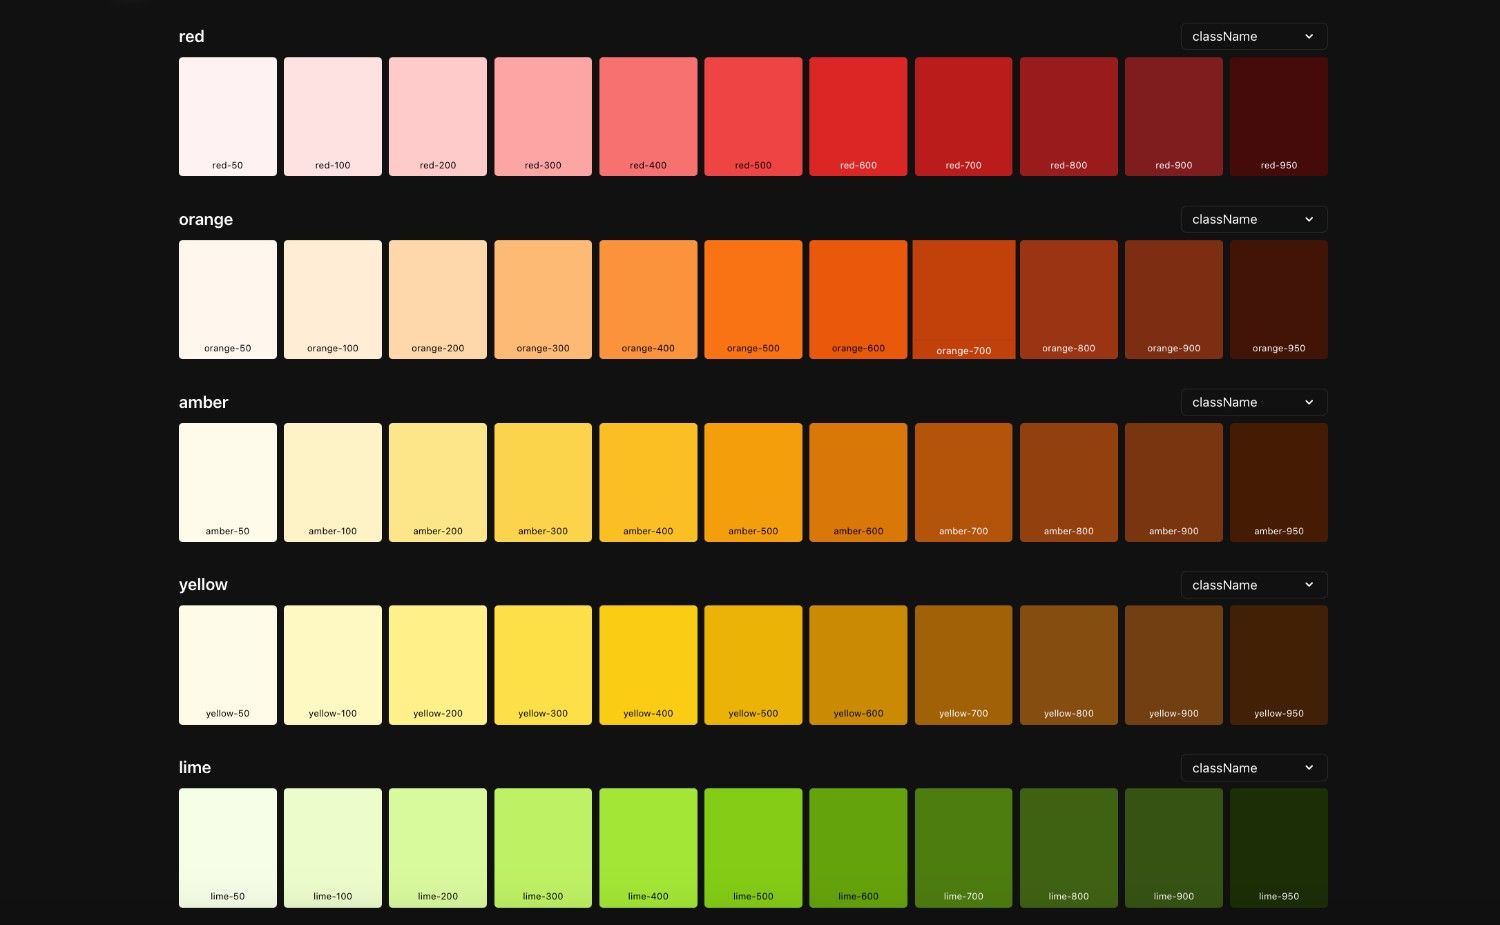 red className
red-50 red-100 red-200 red-300 red-400 red-500 red-600 red-700 red-800 red-900 red-950
orange className
orange-50 orange-100 orange-200 orange-300 orange-400 orange-500 orange-600 orange-700 orange-800 orange-900 orange-950
amber className
amber-50 amber-100 amber-200 amber-300 amber-400 amber-500 amber-600 amber-700 amber-800 amber-900 amber-950
yellow className
yellow-50 yellow-100 yellow-200 yellow-300 yellow-400 yellow-500 yellow-600 yellow-700 yellow-800 yellow-900 yellow-950
lime className
lime-50 lime-100 lime-200 lime-300 lime-400 lime-500 lime-600 lime-700 lime-800 lime-900 lime-950